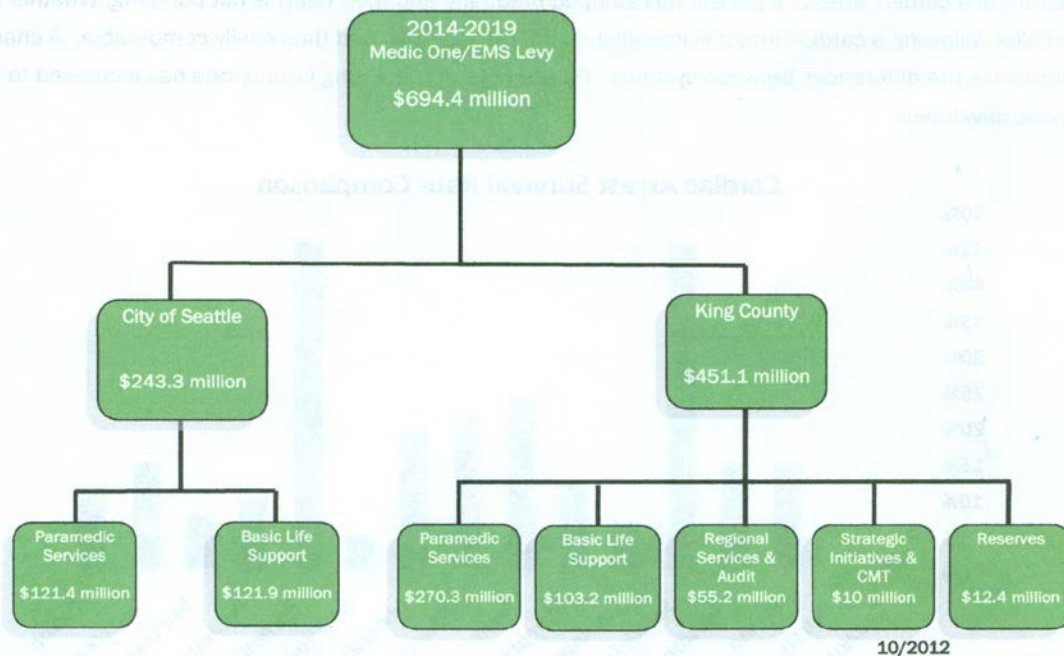 2014-2019
Medic One/EMS Levy
$694.4 million
City of Seattle
$243.3 million
King County
$451.1 million
Paramedic
Services
$121.4 million
Basic Life
Support
$121.9 million
Paramedic
Services
$270.3 million
Basic Life
Support
$103.2 million
Regional
Services &
Audit
$55.2 million
Strategic
Initiatives &
CMT
$10 million
Reserves
$12.4 million
10/2012